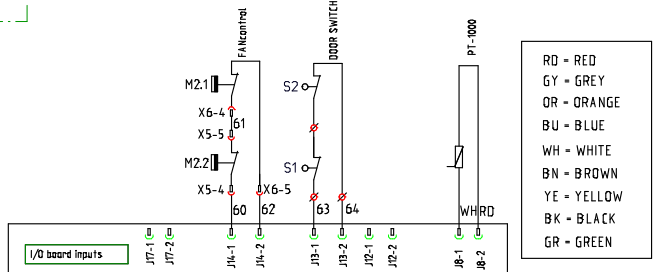 FANcontrol
DOOR SWITCH
PT-1000
M2.1
X6-4
61
X5-5
M2.2
X5-4
X6-5
60
62
S2
S1
63
64
WH
RD
RD = RED
GY = GREY
OR = ORANGE
BU = BLUE
WH = WHITE
BN = BROWN
YE = YELLOW
BK = BLACK
GR = GREEN
I/O board inputs
J17-1
J17-2
J14-1
J14-2
J13-1
J13-2
J12-1
J12-2
J8-1
J8-2